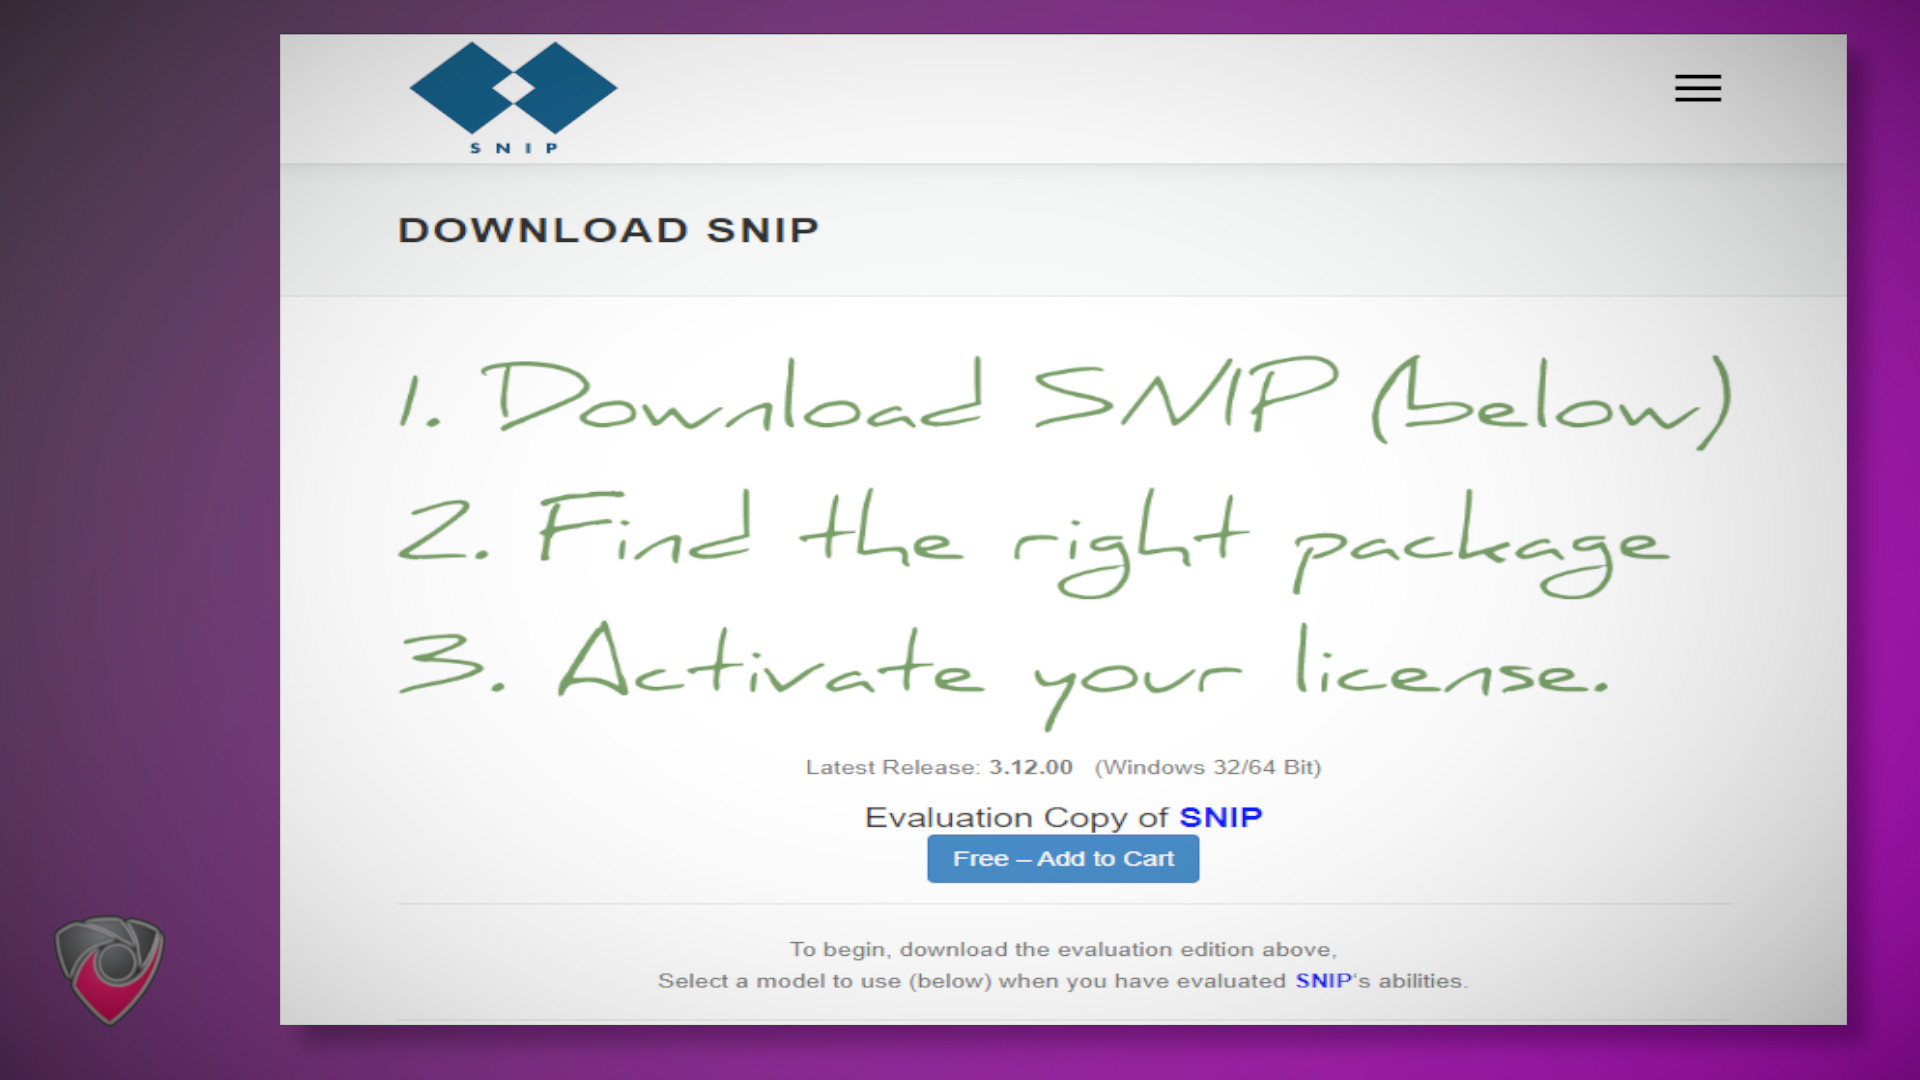 SNIP
DOWNLOAD SNIP
1. Download SNIP (below)
2. Find the right package
3. Activate your license.
Latest Release: 3.12.00 (Windows 32/64 Bit)
Evaluation Copy of SNIP
Free – Add to Cart
To begin, download the evaluation edition above,
Select a model to use (below) when you have evaluated SNIP's abilities.